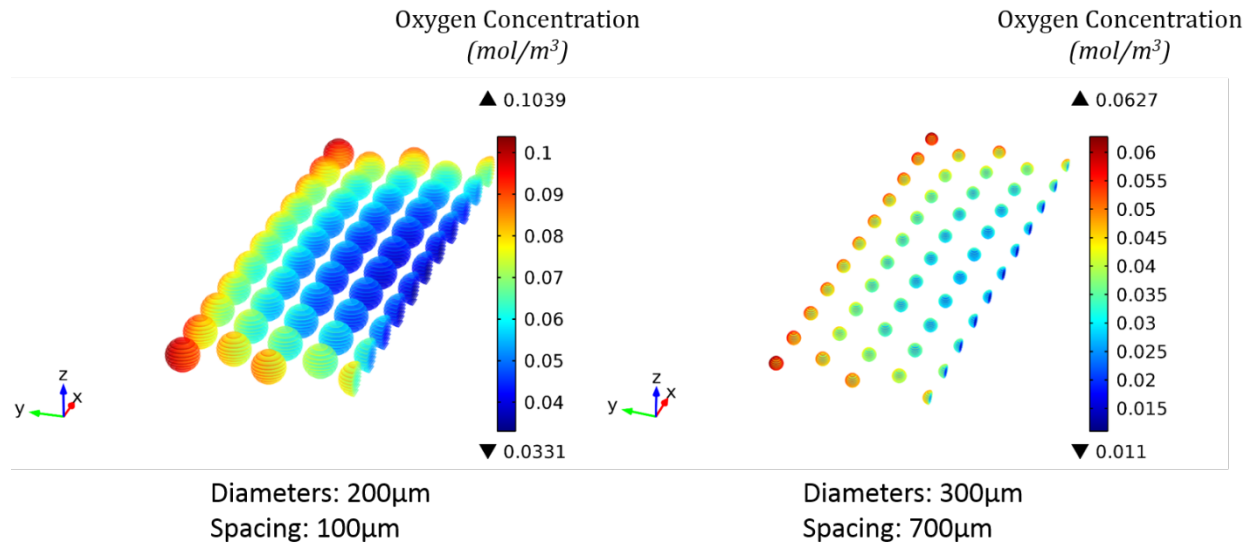 Oxygen Concentration
(mol/m³)
▲ 0.1039
0.1
0.09
0.08
0.07
0.06
0.05
0.04
▼ 0.0331
z
y
x
Diameters: 200μm
Spacing: 100μm
Oxygen Concentration
(mol/m³)
▲ 0.0627
0.06
0.055
0.05
0.045
0.04
0.035
0.03
0.025
0.02
0.015
▼ 0.011
z
y
x
Diameters: 300μm
Spacing: 700μm